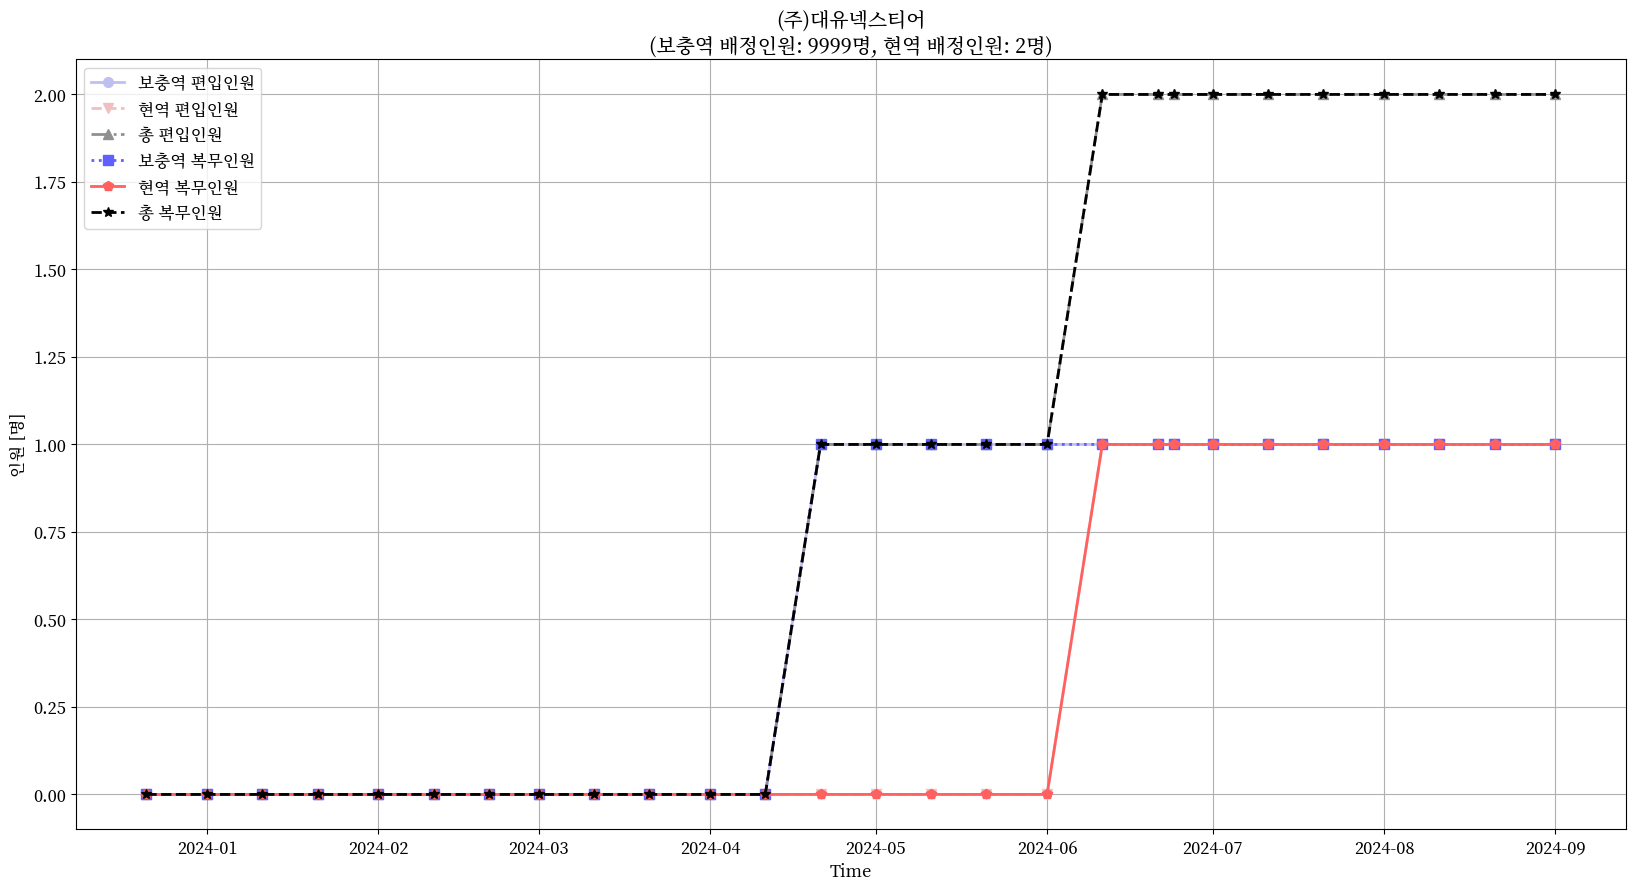 (주)대유넥스티어
(보충역 배정인원: 9999명, 현역 배정인원: 2명)
보충역 편입인원
현역 편입인원
총 편입인원
보충역 복무인원
현역 복무인원
총 복무인원
인원 [명]
2.00
1.75
1.50
1.25
1.00
0.75
0.50
0.25
0.00
2024-01
2024-02
2024-03
2024-04
2024-05
2024-06
2024-07
2024-08
2024-09
Time